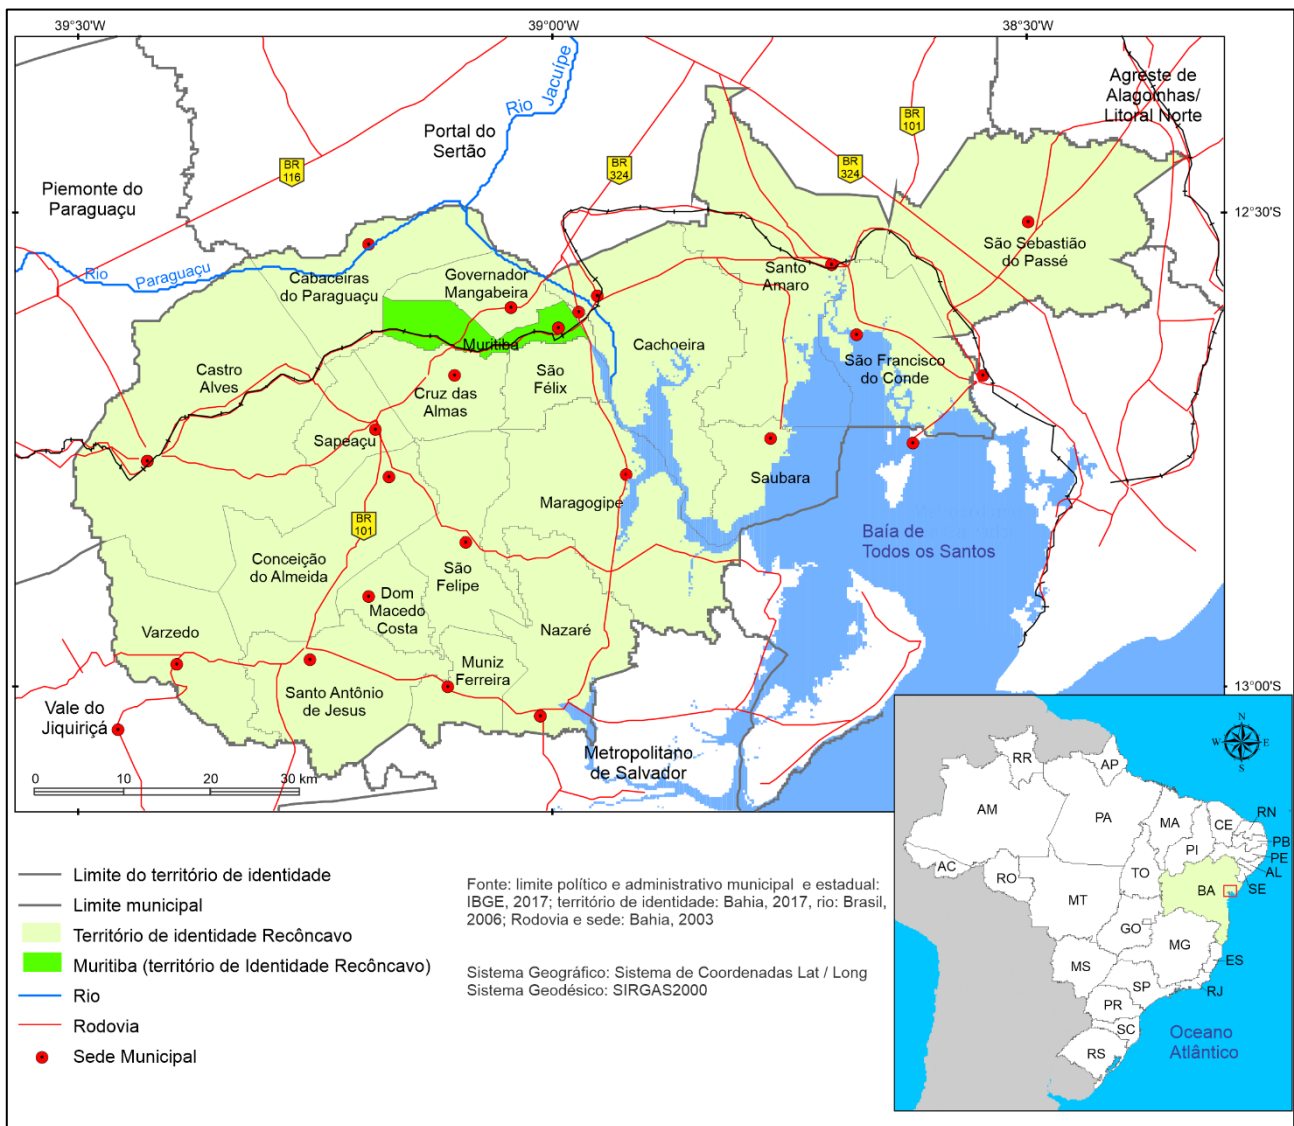 39°30'W
39°00'W
38°30'W
Agreste de
Alagoinhas/
Litoral Norte
Rio
Jacuípe
Portal do
Sertão
BR
116
BR
324
BR
324
BR
101
Piemonte do
Paraguaçu
12°30'S
Rio
Paraguaçu
Cabaceiras
do Paraguaçu
Governador
Mangabeira
Santo
Amaro
São Sebastião
do Passé
Muritiba
Cachoeira
São Francisco
do Conde
Castro
Alves
Cruz das
Almas
São
Félix
Sapeaçu
Saubara
Maragogipe
BR
101
Baía de
Todos os Santos
Conceição
do Almeida
São
Felipe
Dom
Macedo
Costa
Varzedo
Nazaré
Muniz
Ferreira
Santo Antônio
de Jesus
13°00'S
Vale do
Jiquiriçá
Metropolitano
de Salvador
0 10 20 30 km
N
W E
S
RR
AP
AM
PA
MA
CE
RN
PB
PI
PE
AL
AC
RO
TO
BA
SE
MT
GO
MG
ES
MS
SP
RJ
PR
SC
RS
Oceano
Atlântico
Limite do território de identidade
Limite municipal
Território de identidade Recôncavo
Muritiba (território de Identidade Recôncavo)
Rio
Rodovia
Sede Municipal
Fonte: limite político e administrativo municipal e estadual:
IBGE, 2017; território de identidade: Bahia, 2017, rio: Brasil,
2006; Rodovia e sede: Bahia, 2003
Sistema Geográfico: Sistema de Coordenadas Lat / Long
Sistema Geodésico: SIRGAS2000